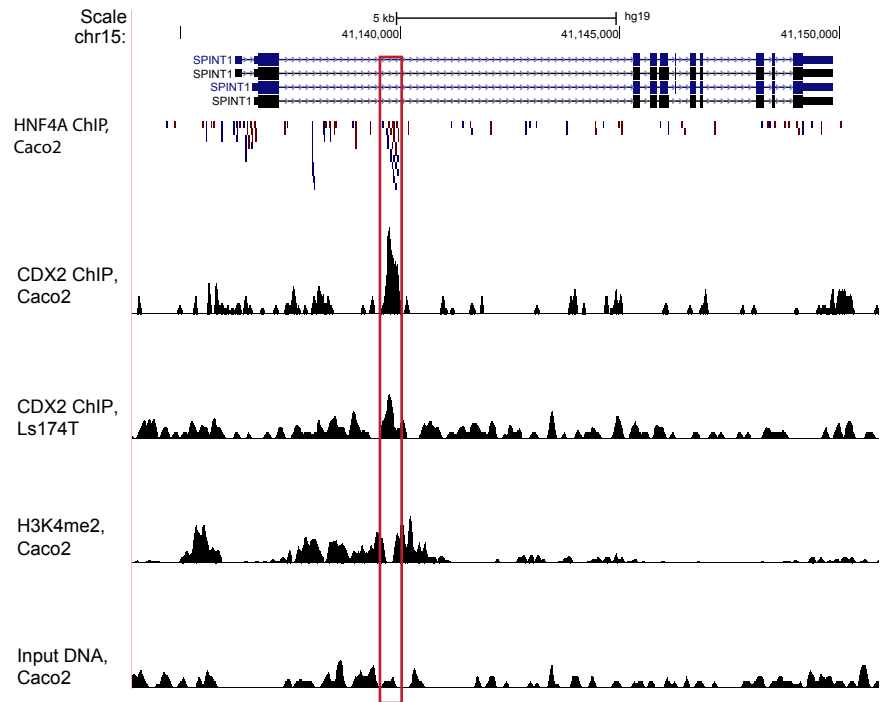 Scale
5 kb
hg19
chr15:
41,140,000
41,145,000
41,150,000
SPINT1
SPINT1
SPINT1
SPINT1
HNF4A ChIP,
Caco2
CDX2 ChIP,
Caco2
CDX2 ChIP,
Ls174T
H3K4me2,
Caco2
Input DNA,
Caco2